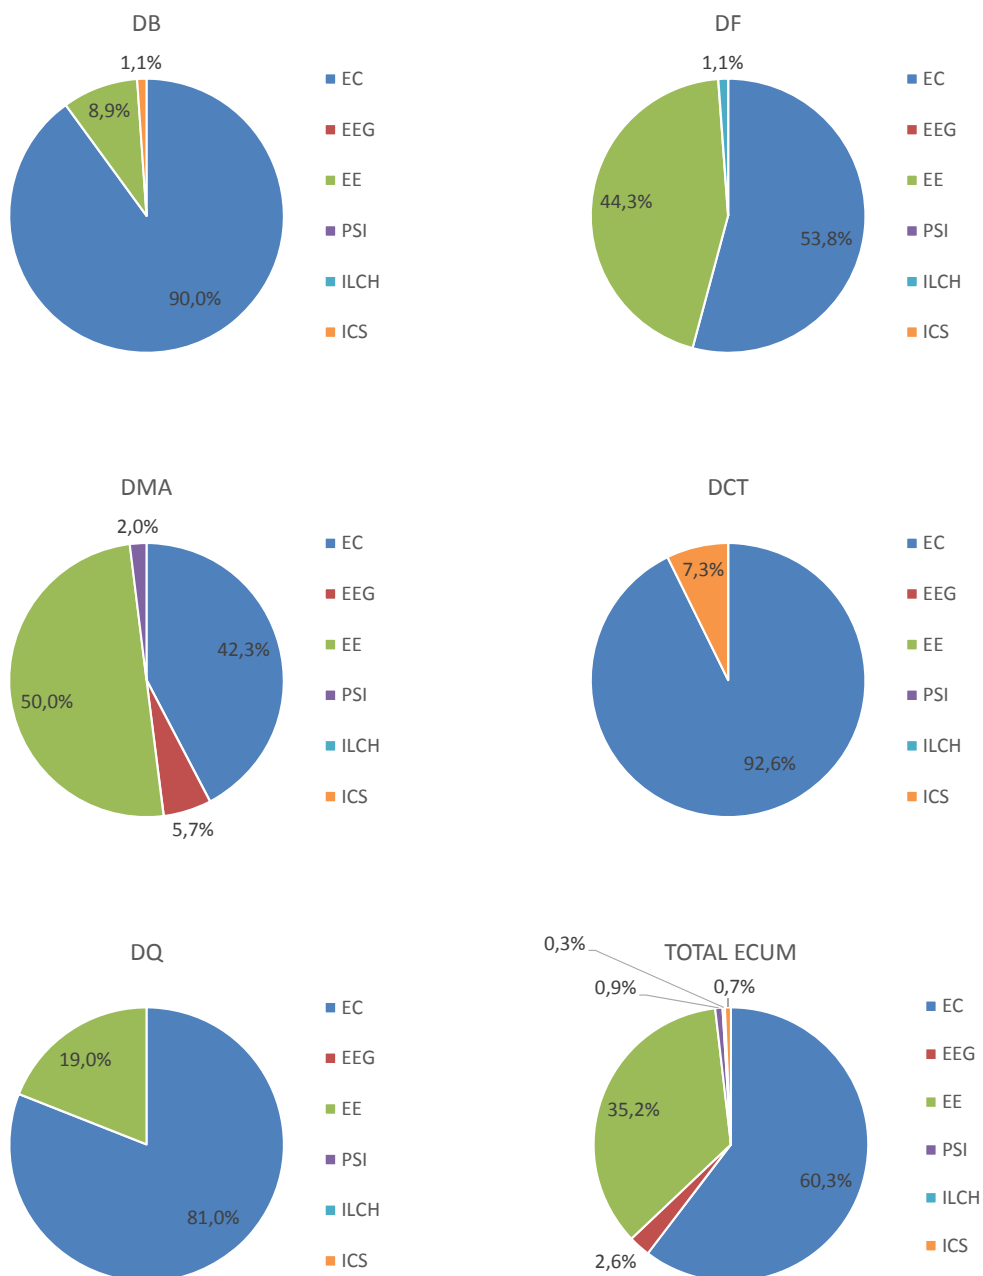 DB
1,1%
8,9%
90,0%
EC
EEG
EE
PSI
ILCH
ICS
DF
1,1%
44,3%
53,8%
EC
EEG
EE
PSI
ILCH
ICS
DMA
2,0%
42,3%
50,0%
5,7%
EC
EEG
EE
PSI
ILCH
ICS
DCT
7,3%
92,6%
EC
EEG
EE
PSI
ILCH
ICS
DQ
19,0%
81,0%
EC
EEG
EE
PSI
ILCH
ICS
TOTAL ECUM
0,3%
0,9%
0,7%
35,2%
60,3%
2,6%
EC
EEG
EE
PSI
ILCH
ICS